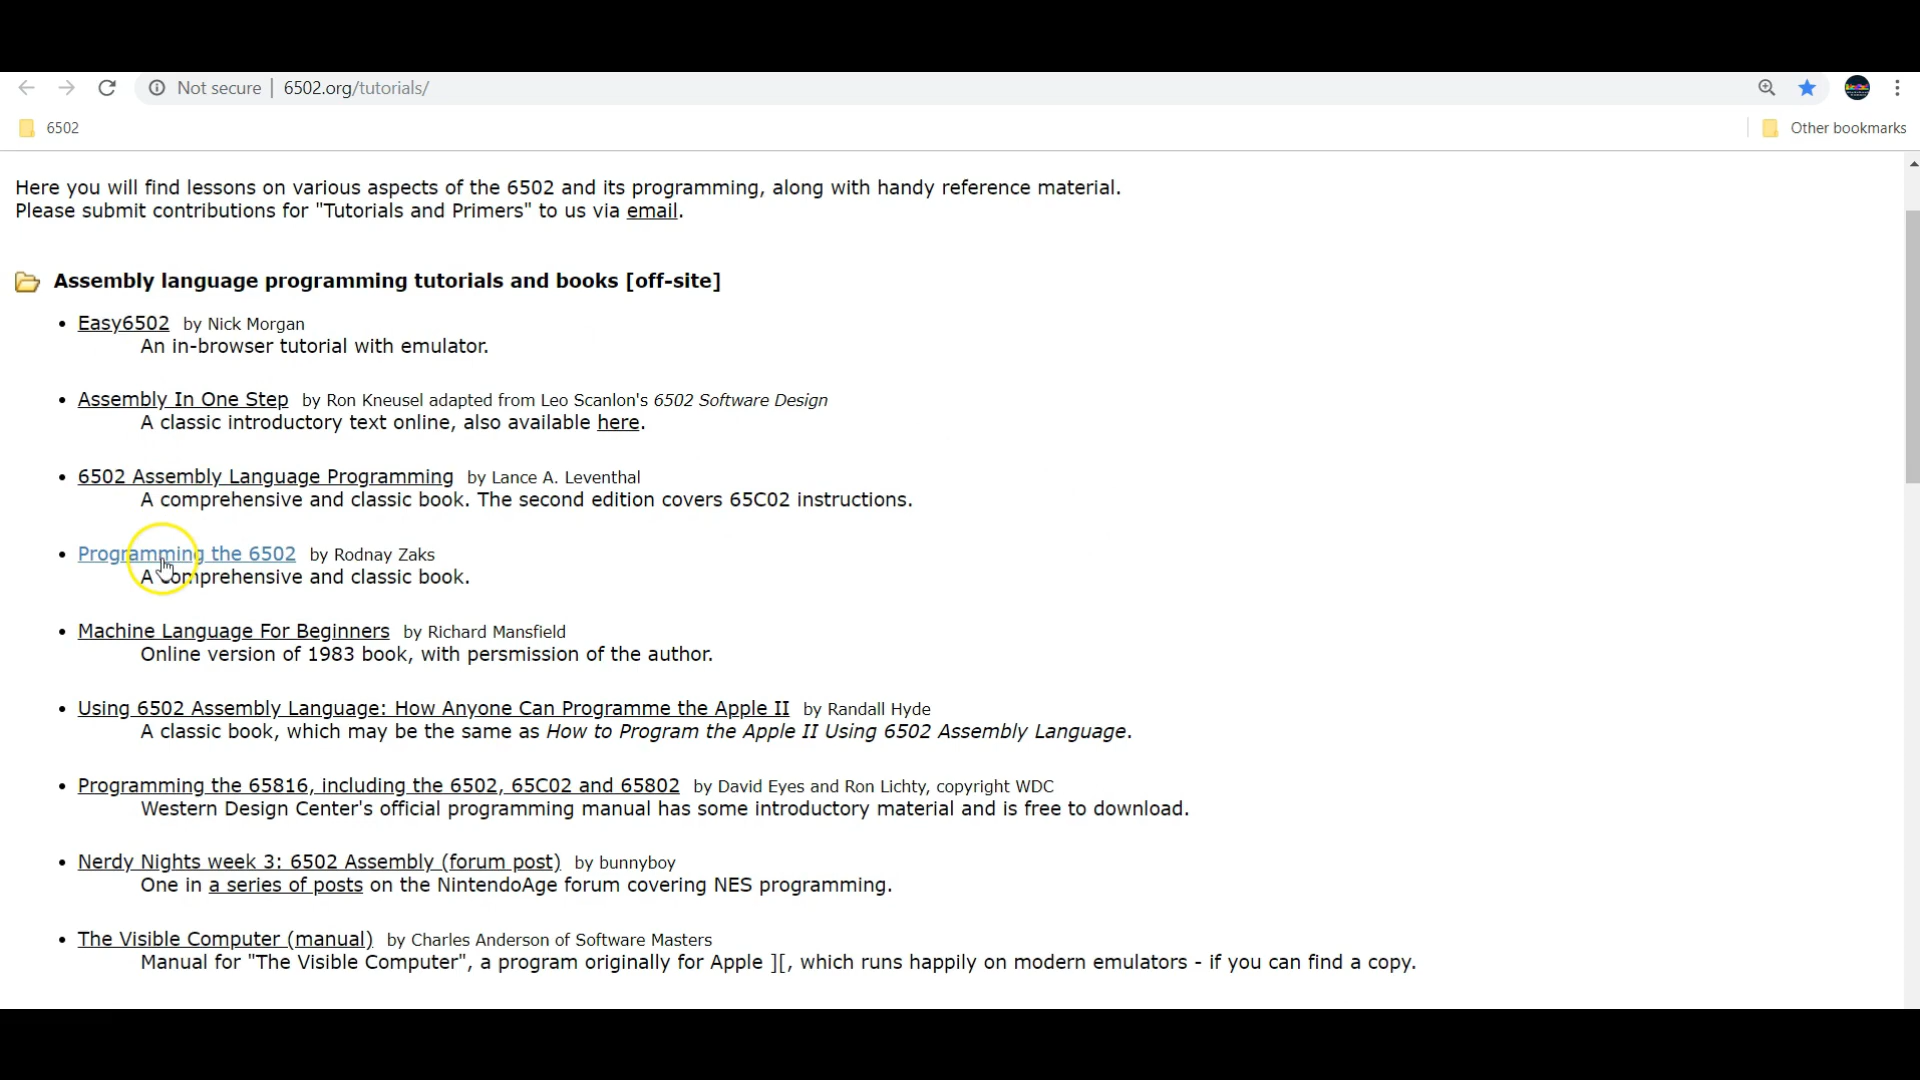 Not secure | 6502.org/tutorials/
6502
Other bookmarks
Here you will find lessons on various aspects of the 6502 and its programming, along with handy reference material.
Please submit contributions for "Tutorials and Primers" to us via email.
Assembly language programming tutorials and books [off-site]
• Easy6502 by Nick Morgan
An in-browser tutorial with emulator.
• Assembly In One Step by Ron Kneusel adapted from Leo Scanlon's 6502 Software Design
A classic introductory text online, also available here.
• 6502 Assembly Language Programming by Lance A. Leventhal
A comprehensive and classic book. The second edition covers 65C02 instructions.
• Programming the 6502 by Rodnay Zaks
A comprehensive and classic book.
• Machine Language For Beginners by Richard Mansfield
Online version of 1983 book, with persmission of the author.
• Using 6502 Assembly Language: How Anyone Can Programme the Apple II by Randall Hyde
A classic book, which may be the same as How to Program the Apple II Using 6502 Assembly Language.
• Programming the 65816, including the 6502, 65C02 and 65802 by David Eyes and Ron Lichty, copyright WDC
Western Design Center's official programming manual has some introductory material and is free to download.
• Nerdy Nights week 3: 6502 Assembly (forum post) by bunnyboy
One in a series of posts on the NintendoAge forum covering NES programming.
• The Visible Computer (manual) by Charles Anderson of Software Masters
Manual for "The Visible Computer", a program originally for Apple ][, which runs happily on modern emulators - if you can find a copy.